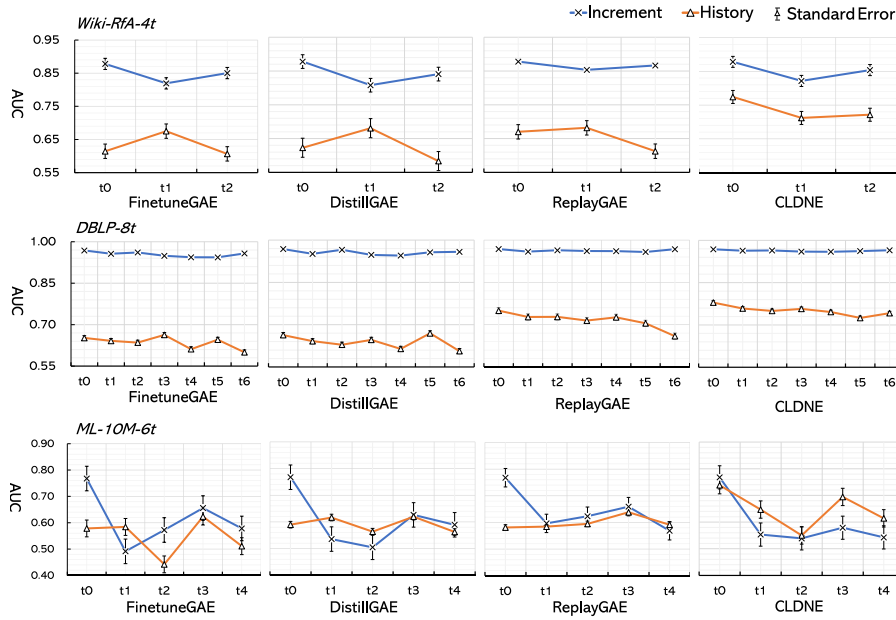 Increment History Standard Error
Wiki-RfA-4t
0.95
0.85
0.75
0.65
0.55
AUC
t0 t1 t2 t0 t1 t2 t0 t1 t2 t0 t1 t2
FinetuneGAE DistillGAE ReplayGAE CLDNE
DBLP-8t
1.00
0.85
0.70
0.55
AUC
t0 t1 t2 t3 t4 t5 t6 t0 t1 t2 t3 t4 t5 t6 t0 t1 t2 t3 t4 t5 t6 t0 t1 t2 t3 t4 t5 t6
FinetuneGAE DistillGAE ReplayGAE CLDNE
ML-10M-6t
0.90
0.80
0.70
0.60
0.50
0.40
AUC
t0 t1 t2 t3 t4 t0 t1 t2 t3 t4 t0 t1 t2 t3 t4 t0 t1 t2 t3 t4
FinetuneGAE DistillGAE ReplayGAE CLDNE